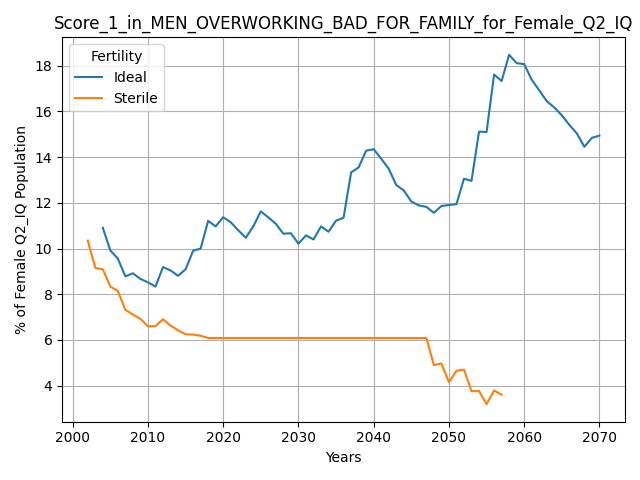 Score_1_in_MEN_OVERWORKING_BAD_FOR_FAMILY_for_Female_Q2_IQ
Fertility
Ideal
Sterile
% of Female Q2_IQ Population
18
16
14
12
10
8
6
4
2000 2010 2020 2030 2040 2050 2060 2070
Years